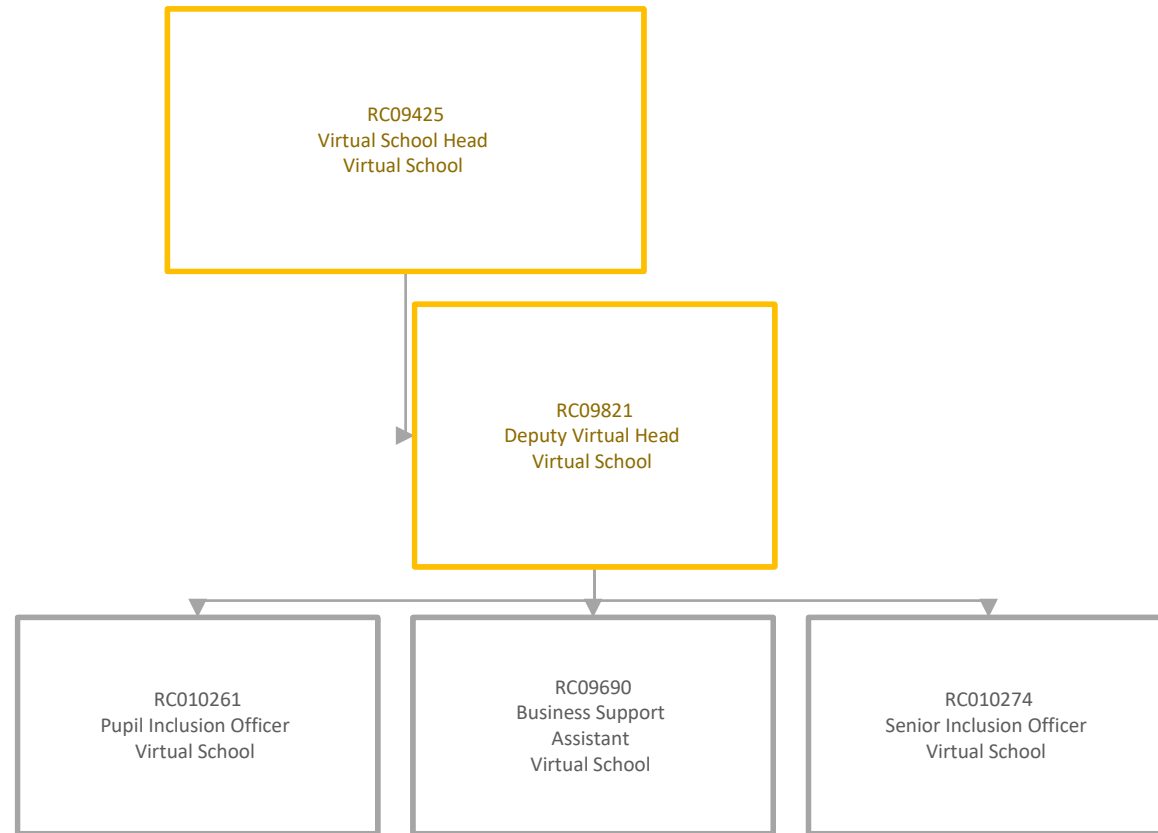 RC09425
Virtual School Head
Virtual School
RC09821
Deputy Virtual Head
Virtual School
RC010261
Pupil Inclusion Officer
Virtual School
RC09690
Business Support
Assistant
Virtual School
RC010274
Senior Inclusion Officer
Virtual School